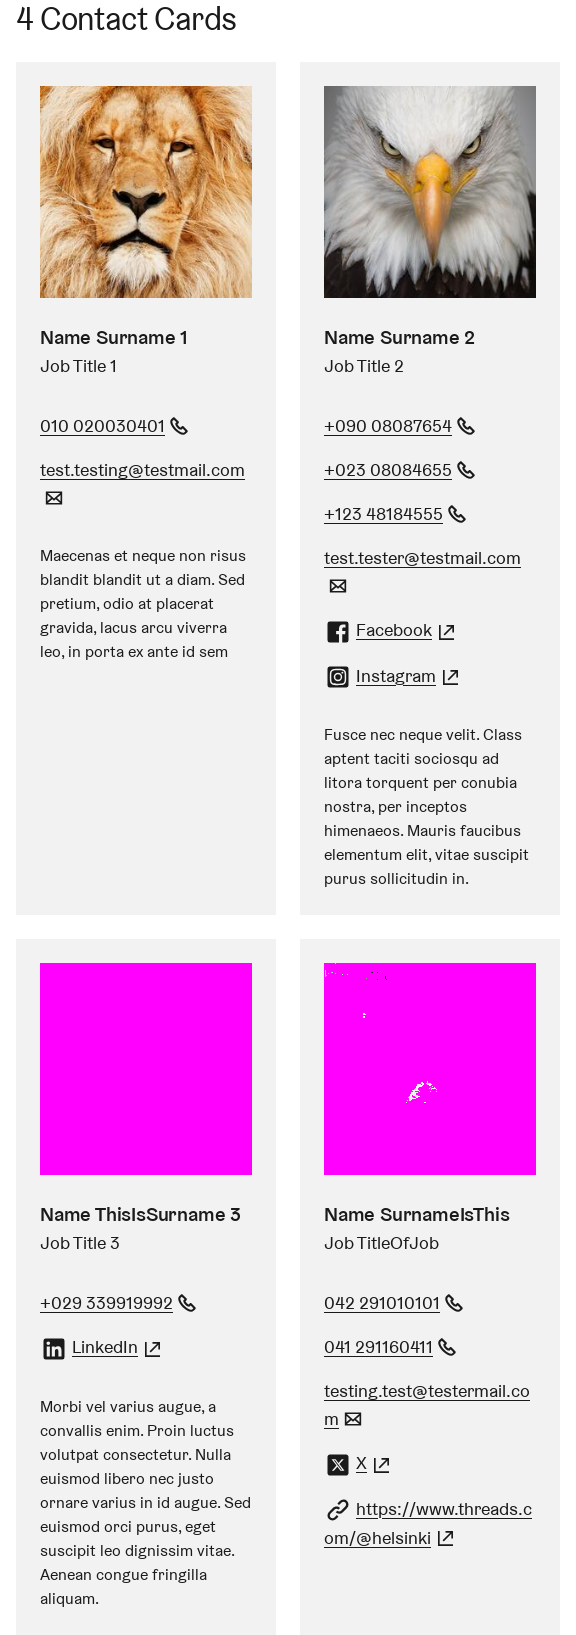 4 Contact Cards
Name Surname 1
Job Title 1
010 020030401
test.testing@testmail.com
Maecenas et neque non risus
blandit blandit ut a diam. Sed
pretium, odio at placerat
gravida, lacus arcu viverra
leo, in porta ex ante id sem
Name Surname 2
Job Title 2
+090 08087654
+023 08084655
+123 48184555
test.tester@testmail.com
Facebook
Instagram
Fusce nec neque velit. Class
aptent taciti sociosqu ad
litora torquent per conubia
nostra, per inceptos
himenaeos. Mauris faucibus
elementum elit, vitae suscipit
purus sollicitudin in.
Name ThisIsSurname 3
Job Title 3
+029 339919992
LinkedIn
Morbi vel varius augue, a
convallis enim. Proin luctus
volutpat consectetur. Nulla
euismod libero nec justo
ornare varius in id augue. Sed
euismod orci purus, eget
suscipit leo dignissim vitae.
Aenean congue fringilla
aliquam.
Name SurnameIsThis
Job TitleOfJob
042 291010101
041 291160411
testing.test@testermail.co
m
X
https://www.threads.c
om/@helsinki